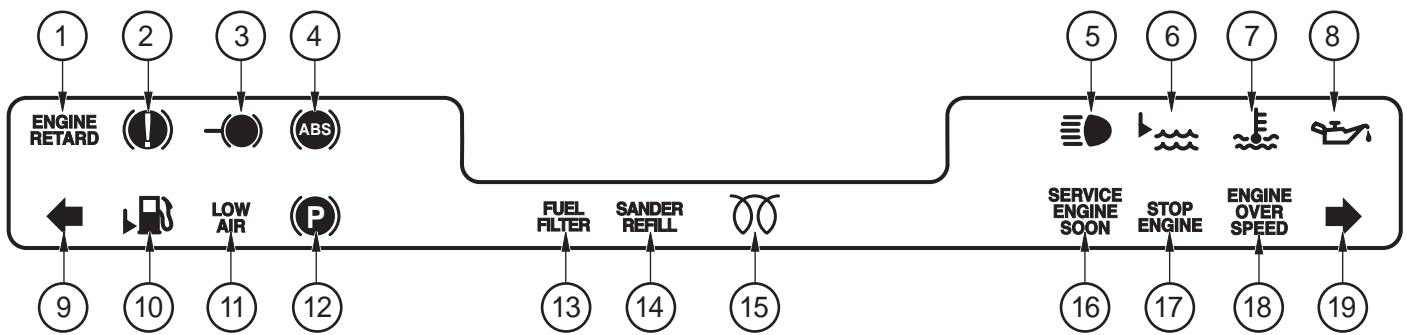 1 2 3 4 5 6 7 8
ENGINE
RETARD
!
ABS
LOW
AIR
P
FUEL
FILTER
SANDER
REFILL
SERVICE
ENGINE
SOON
STOP
ENGINE
ENGINE
OVER
SPEED
9 10 11 12 13 14 15 16 17 18 19